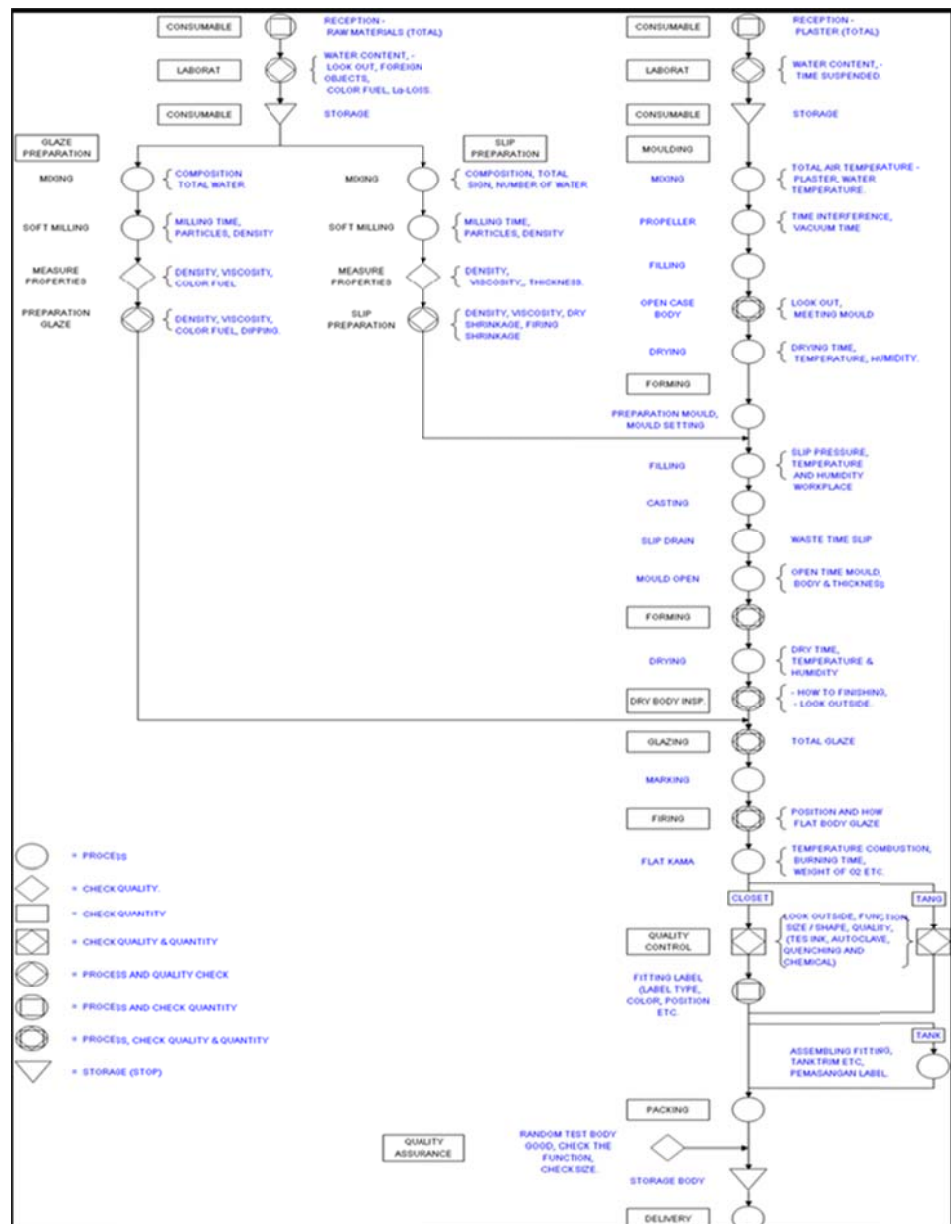 CONSUMABLE
RECEPTION -
RAW MATERIALS (TOTAL)
LABORAT
WATER CONTENT, -
LOOK OUT, FOREIGN
OBJECTS,
COLOR FUEL, LG-LOSS.
CONSUMABLE
STORAGE
GLAZE
PREPARATION
MIXING
COMPOSITION
TOTAL WATER.
SOFT MILLING
MILLING TIME,
PARTICLES, DENSITY
MEASURE
PROPERTIES
DENSITY, VISCOSITY,
COLOR FUEL
PREPARATION
GLAZE
DENSITY, VISCOSITY,
COLOR FUEL, DIPPING.
SLIP
PREPARATION
MIXING
COMPOSITION, TOTAL
SIGN, NUMBER OF WATER
SOFT MILLING
MILLING TIME,
PARTICLES, DENSITY
MEASURE
PROPERTIES
DENSITY,
VISCOSITY,, THICKNESS.
SLIP
PREPARATION
DENSITY, VISCOSITY, DRY
SHRINKAGE, FIRING
SHRINKAGE
CONSUMABLE
RECEPTION -
PLASTER (TOTAL)
LABORAT
WATER CONTENT, -
TIME SUSPENDED
CONSUMABLE
STORAGE
MOULDING
MIXING
TOTAL AIR TEMPERATURE -
PLASTER, WATER
TEMPERATURE.
PROPELLER
TIME INTERFERENCE,
VACUUM TIME
FILLING
OPEN CASE
BODY
LOOK OUT,
MEETING MOULD
DRYING
DRYING TIME,
TEMPERATURE, HUMIDITY.
FORMING
PREPARATION MOULD,
MOULD SETTING
FILLING
SLIP PRESSURE,
TEMPERATURE
AND HUMIDITY
WORKPLACE
CASTING
SLIP DRAIN
WASTE TIME SLIP
MOULD OPEN
OPEN TIME MOULD
BODY & THICKNESS
FORMING
DRYING
DRY TIME,
TEMPERATURE &
HUMIDITY
DRY BODY INSP.
- HOW TO FINISHING,
- LOOK OUTSIDE.
GLAZING
TOTAL GLAZE
MARKING
FIRING
POSITION AND HOW
FLAT BODY GLAZE
FLAT KAMA
TEMPERATURE COMBUSTION,
BURNING TIME,
WEIGHT OF O2 ETC.
CLOSET
TANG
QUALITY
CONTROL
LOOK OUTSIDE, FUNCTION
SIZE / SHAPE, QUALITY,
(TES INK, AUTOCLAVE,
QUENCHING AND
CHEMICAL)
FITTING LABEL
(LABEL TYPE,
COLOR, POSITION
ETC.
TANK
ASSEMBLING FITTING,
TANKTRIM ETC,
PEMASANGAN LABEL.
PACKING
QUALITY
ASSURANCE
RANDOM TEST BODY
GOOD, CHECK THE
FUNCTION,
CHECK SIZE.
STORAGE BODY
DELIVERY
= PROCESS
= CHECK QUALITY.
= CHECK QUANTITY
= CHECK QUALITY & QUANTITY
= PROCESS AND QUALITY CHECK
= PROCESS AND CHECK QUANTITY
= PROCESS, CHECK QUALITY & QUANTITY
= STORAGE (STOP)